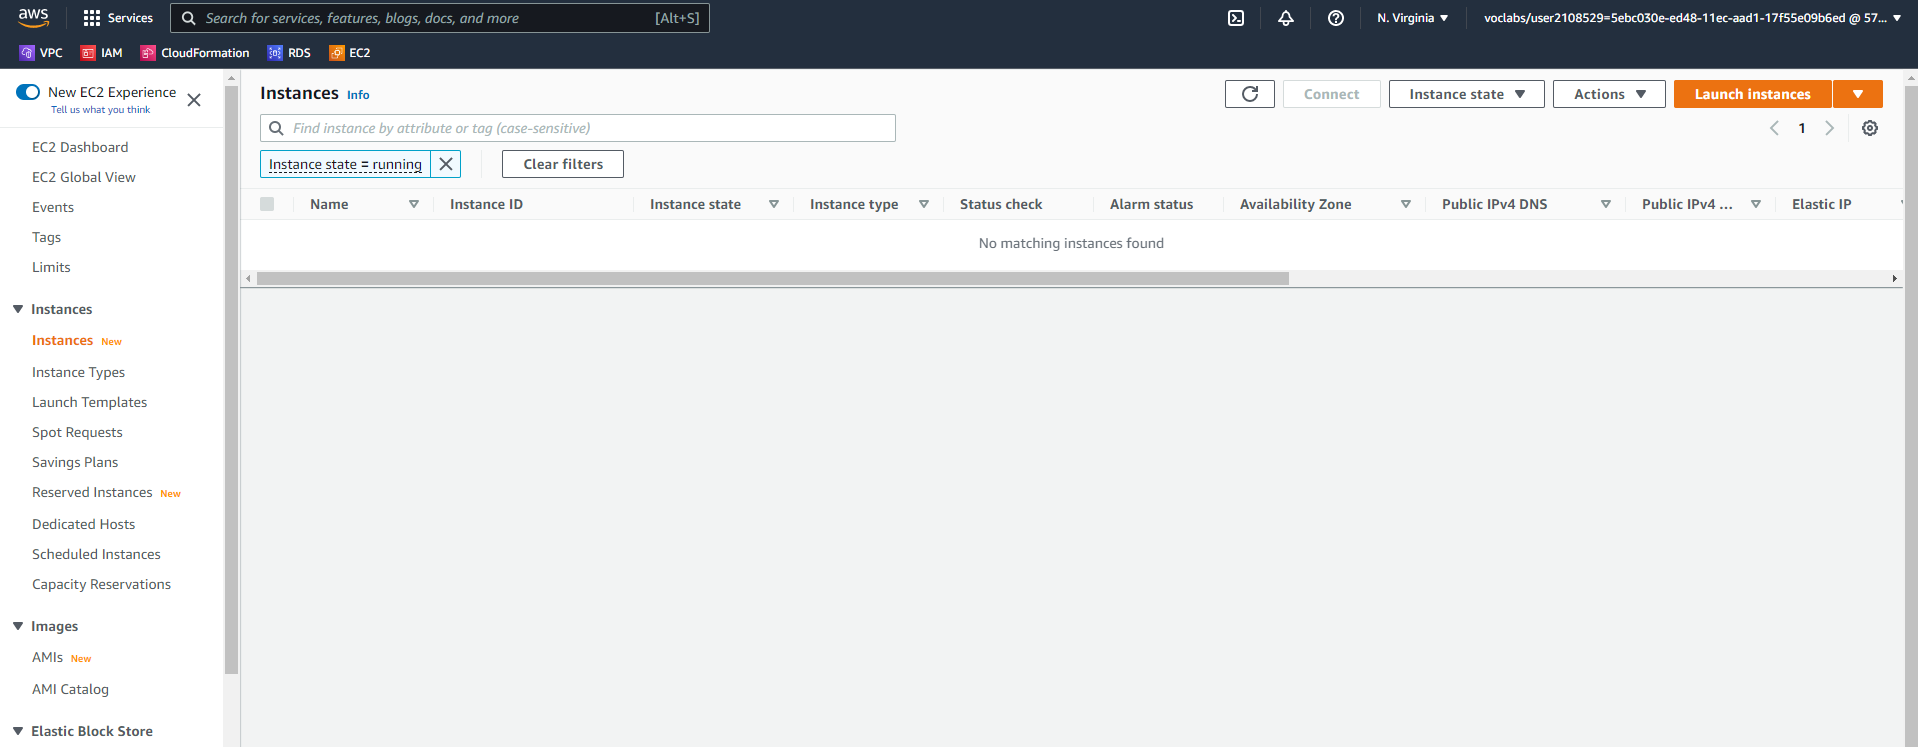 aws
Services
Search for services, features, blogs, docs, and more
[Alt+S]
N. Virginia
voclabs/user2108529=5ebc030e-ed48-11ec-aad1-17f55e09b6ed @ 57...
VPC
IAM
CloudFormation
RDS
EC2
New EC2 Experience
Tell us what you think
EC2 Dashboard
EC2 Global View
Events
Tags
Limits
Instances
Instances New
Instance Types
Launch Templates
Spot Requests
Savings Plans
Reserved Instances New
Dedicated Hosts
Scheduled Instances
Capacity Reservations
Images
AMIs New
AMI Catalog
Elastic Block Store
Instances Info
Connect
Instance state
Actions
Launch instances
Find instance by attribute or tag (case-sensitive)
1
Instance state = running
Clear filters
Name
Instance ID
Instance state
Instance type
Status check
Alarm status
Availability Zone
Public IPv4 DNS
Public IPv4 ...
Elastic IP
No matching instances found